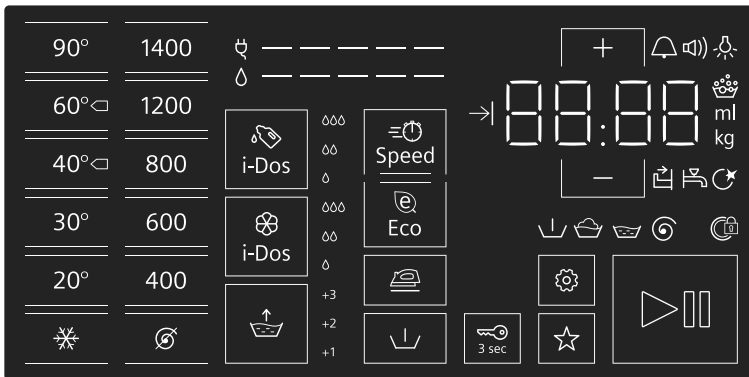 90° 1400
60° 1200
40° 800
30° 600
20° 400
i-Dos
i-Dos
+3
+2
+1
Speed
e
Eco
3 sec
+
88:88
−
ml
kg